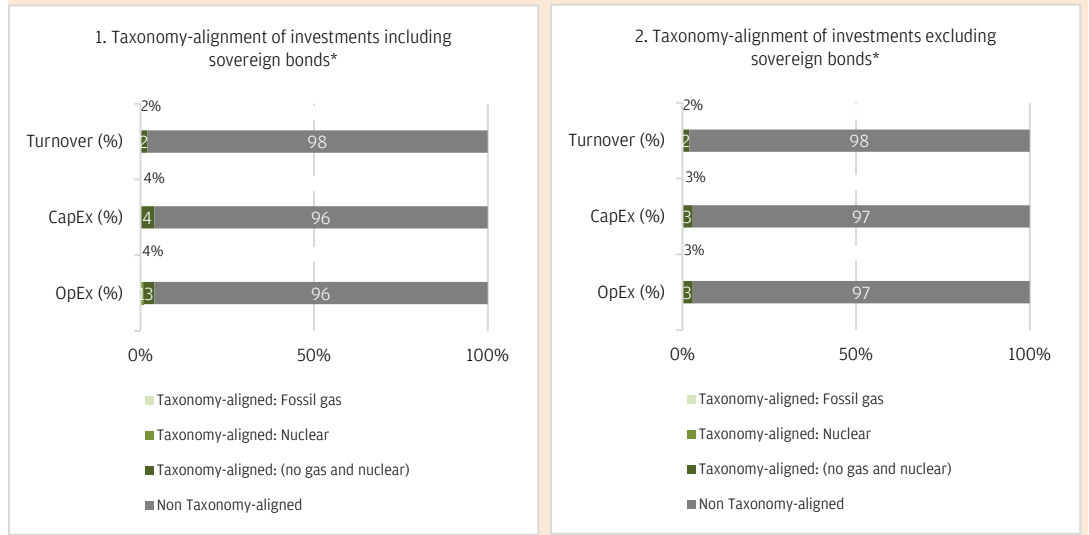 1. Taxonomy-alignment of investments including
sovereign bonds*
2%
Turnover (%)
2
98
4%
CapEx (%)
4
96
4%
OpEx (%)
1
3
96
0%
50%
100%
Taxonomy-aligned: Fossil gas
Taxonomy-aligned: Nuclear
Taxonomy-aligned: (no gas and nuclear)
Non Taxonomy-aligned
2. Taxonomy-alignment of investments excluding
sovereign bonds*
2%
Turnover (%)
2
98
3%
CapEx (%)
3
97
3%
OpEx (%)
3
97
0%
50%
100%
Taxonomy-aligned: Fossil gas
Taxonomy-aligned: Nuclear
Taxonomy-aligned: (no gas and nuclear)
Non Taxonomy-aligned